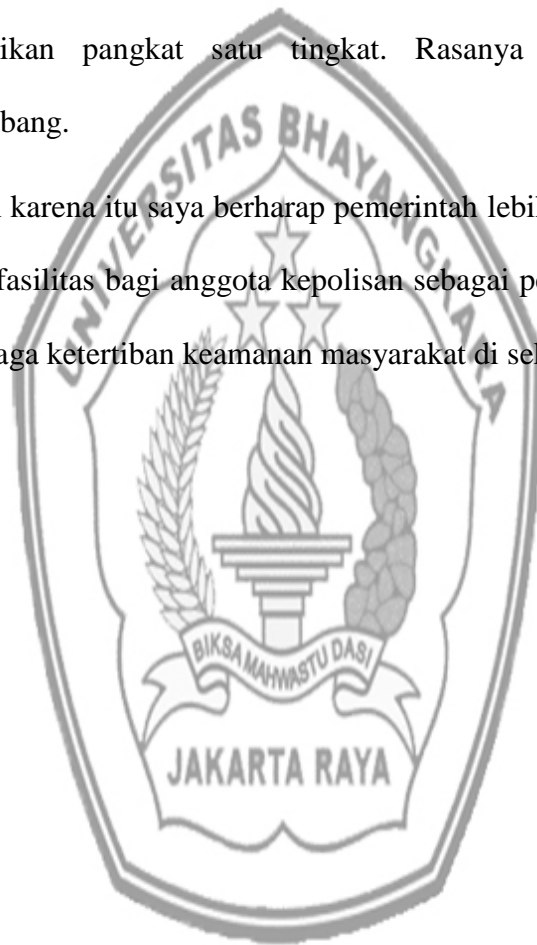 ikan pangkat satu tingkat. Rasanya
bang.
karena itu saya berharap pemerintah lebi
fasilitas bagi anggota kepolisan sebagai p
aga ketertiban keamanan masyarakat di sel
UNIVERSITAS BHAYANGKARA
BIKSA MAHWASTU DASI
JAKARTA RAYA